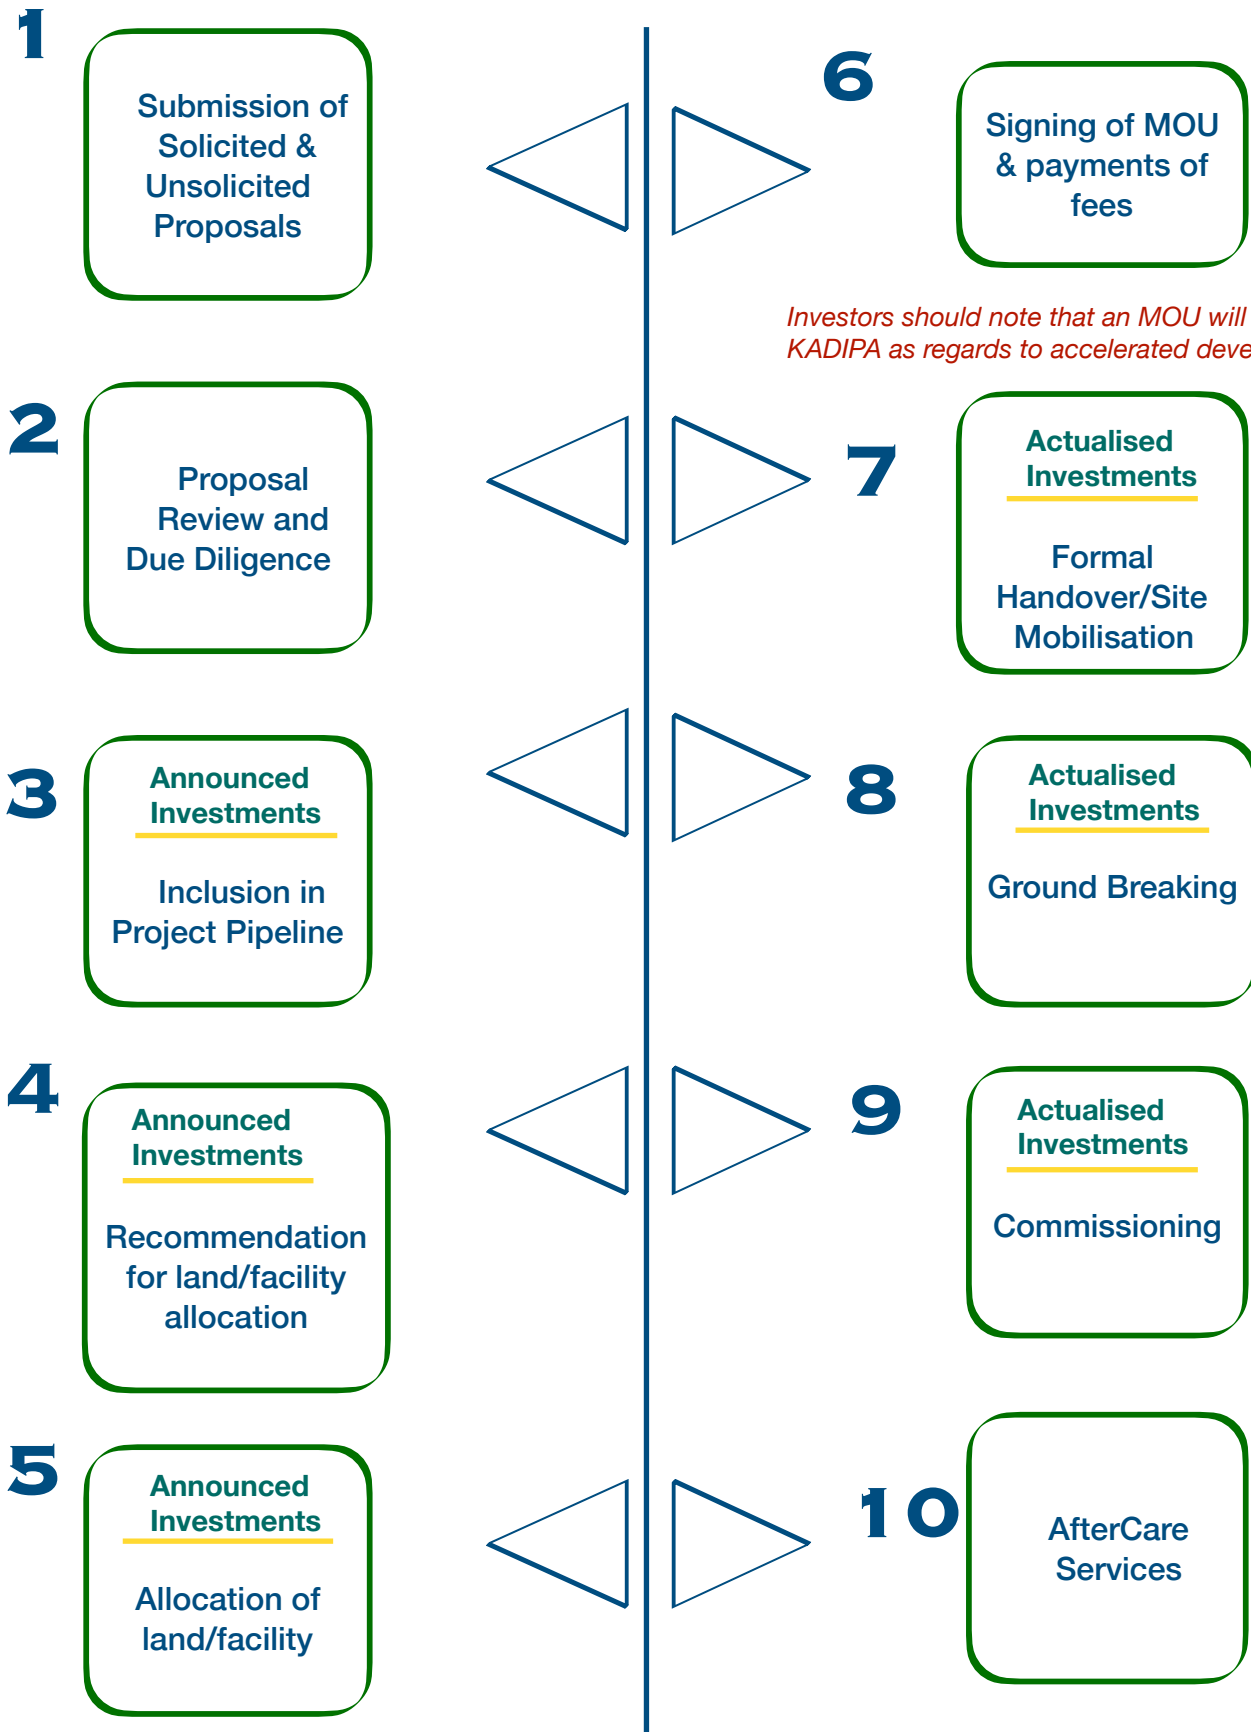 1
Submission of
Solicited &
Unsolicited
Proposals
2
Proposal
Review and
Due Diligence
3
Announced
Investments
Inclusion in
Project Pipeline
4
Announced
Investments
Recommendation
for land/facility
allocation
5
Announced
Investments
Allocation of
land/facility
6
Signing of MOU
& payments of
fees
Investors should note that an MOU will
KADIPA as regards to accelerated deve
7
Actualised
Investments
Formal
Handover/Site
Mobilisation
8
Actualised
Investments
Ground Breaking
9
Actualised
Investments
Commissioning
10
AfterCare
Services